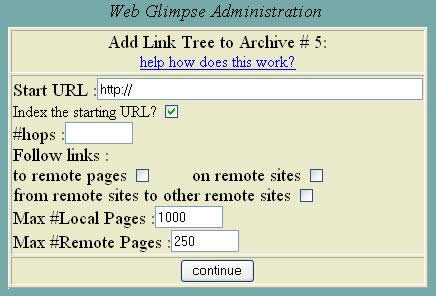 Web Glimpse Administration
Add Link Tree to Archive # 5:
help how does this work?
Start URL :http://
Index the starting URL?
#hops :
Follow links :
to remote pages on remote sites
from remote sites to other remote sites
Max #Local Pages :1000
Max #Remote Pages :250
continue